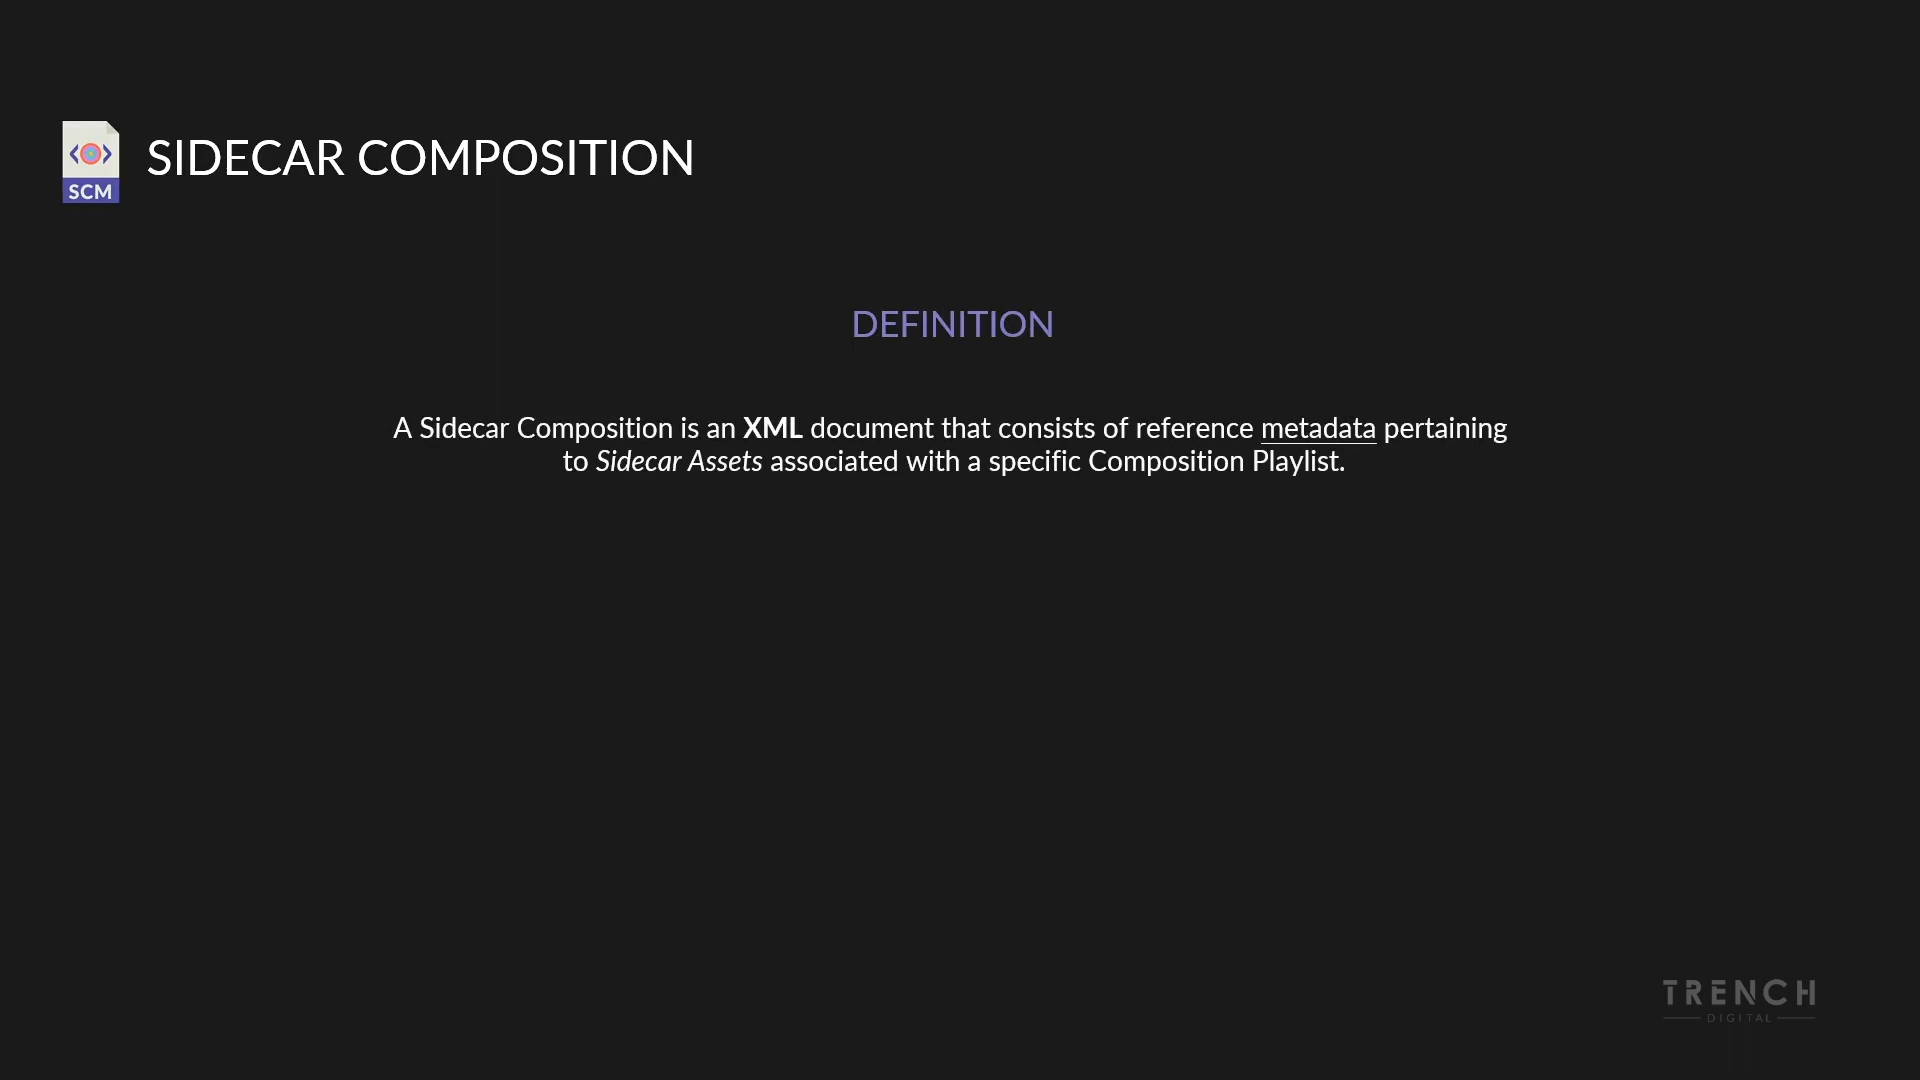 SCM
SIDECAR COMPOSITION
DEFINITION
A Sidecar Composition is an XML document that consists of reference metadata pertaining
to Sidecar Assets associated with a specific Composition Playlist.
TRENCH
DIGITAL